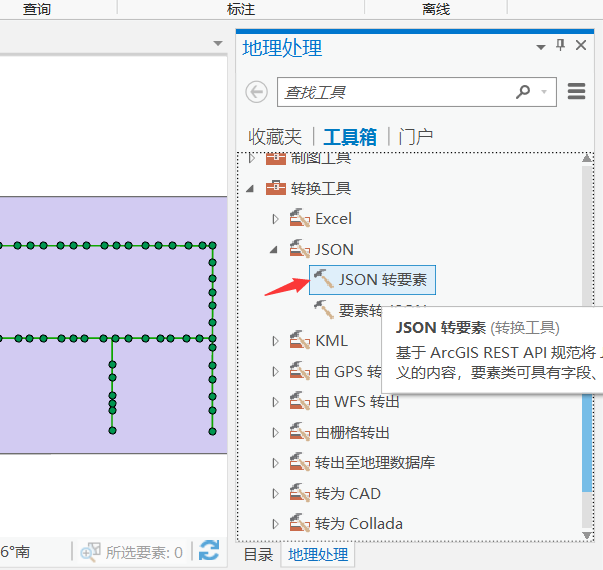 查询 标注 离线
地理处理
查找工具
收藏夹 工具箱 门户
制图工具
转换工具
Excel
JSON
JSON 转要素
要素转 JSON
JSON 转要素 (转换工具)
基于 ArcGIS REST API 规范将 J
义的内容，要素类可具有字段、
KML
由 GPS 转
由 WFS 转出
由栅格转出
转出至地理数据库
转为 CAD
转为 Collada
6°南 所选要素: 0
目录 地理处理